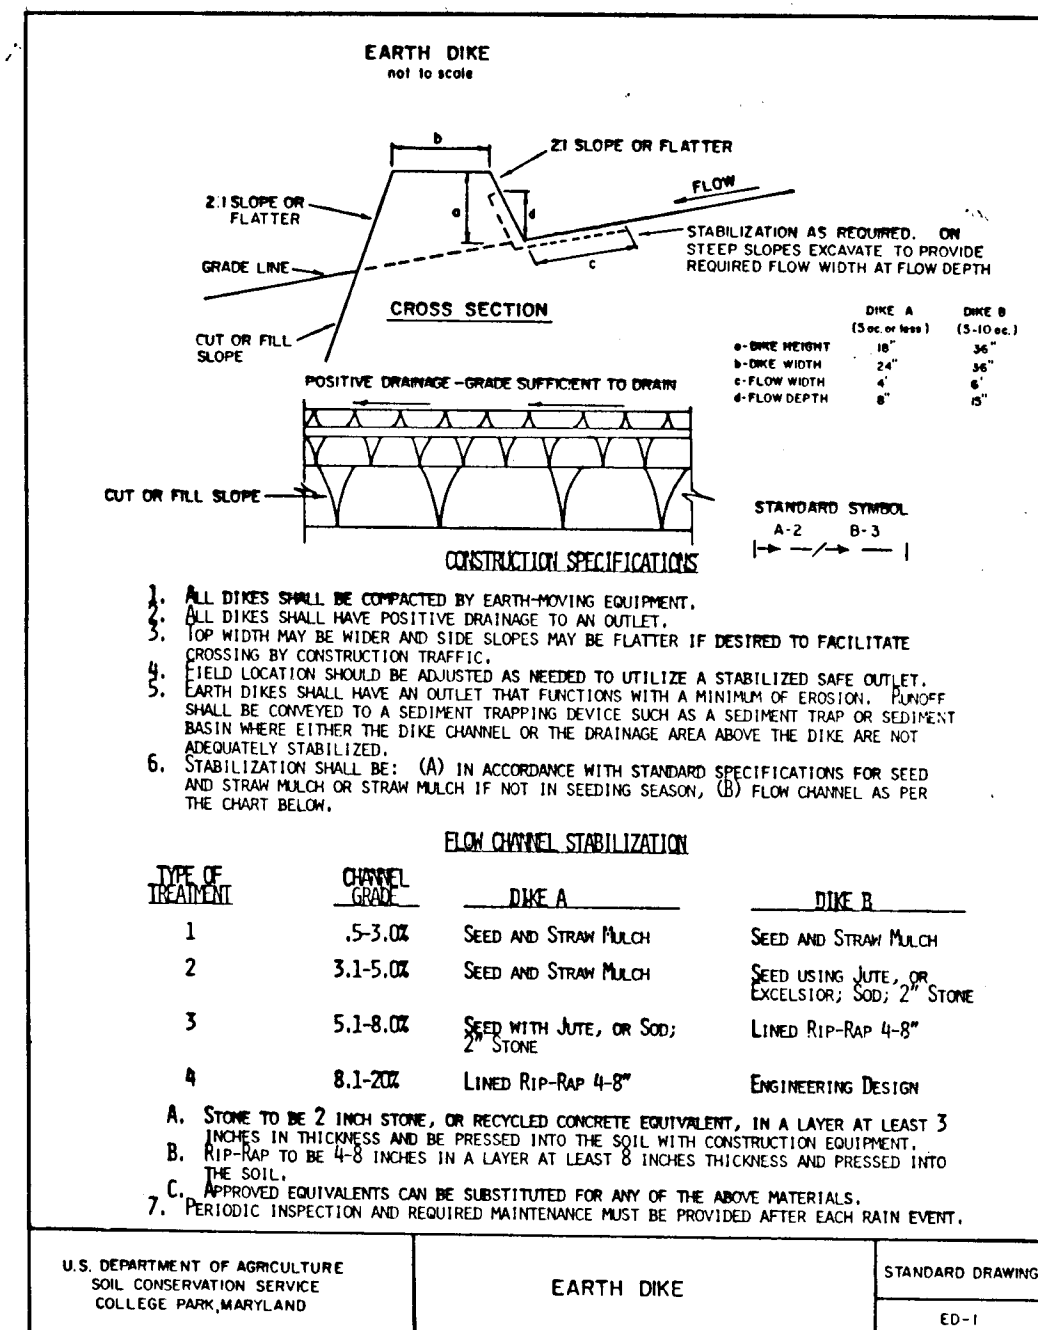 EARTH DIKE
not to scale
b
2:1 SLOPE OR FLATTER
FLOW
2:1 SLOPE OR
FLATTER
a
d
STABILIZATION AS REQUIRED. ON
STEEP SLOPES EXCAVATE TO PROVIDE
REQUIRED FLOW WIDTH AT FLOW DEPTH
GRADE LINE
c
CROSS SECTION
CUT OR FILL
SLOPE
DIKE A DIKE B
(5 ac. or less) (5-10 ac.)
a-DIKE HEIGHT 18" 36"
b-DIKE WIDTH 24" 36"
c-FLOW WIDTH 4' 6'
d-FLOW DEPTH 8" 15"
POSITIVE DRAINAGE-GRADE SUFFICIENT TO DRAIN
CUT OR FILL SLOPE
STANDARD SYMBOL
A-2 B-3
CONSTRUCTION SPECIFICATIONS
1. ALL DIKES SHALL BE COMPACTED BY EARTH-MOVING EQUIPMENT.
2. ALL DIKES SHALL HAVE POSITIVE DRAINAGE TO AN OUTLET.
3. TOP WIDTH MAY BE WIDER AND SIDE SLOPES MAY BE FLATTER IF DESIRED TO FACILITATE
CROSSING BY CONSTRUCTION TRAFFIC.
4. FIELD LOCATION SHOULD BE ADJUSTED AS NEEDED TO UTILIZE A STABILIZED SAFE OUTLET.
5. EARTH DIKES SHALL HAVE AN OUTLET THAT FUNCTIONS WITH A MINIMUM OF EROSION. RUNOFF
SHALL BE CONVEYED TO A SEDIMENT TRAPPING DEVICE SUCH AS A SEDIMENT TRAP OR SEDIMENT
BASIN WHERE EITHER THE DIKE CHANNEL OR THE DRAINAGE AREA ABOVE THE DIKE ARE NOT
ADEQUATELY STABILIZED.
6. STABILIZATION SHALL BE: (A) IN ACCORDANCE WITH STANDARD SPECIFICATIONS FOR SEED
AND STRAW MULCH OR STRAW MULCH IF NOT IN SEEDING SEASON, (B) FLOW CHANNEL AS PER
THE CHART BELOW.
FLOW CHANNEL STABILIZATION
TYPE OF TREATMENT CHANNEL GRADE DIKE A DIKE B
1 .5-3.0% SEED AND STRAW MULCH SEED AND STRAW MULCH
2 3.1-5.0% SEED AND STRAW MULCH SEED USING JUTE, OR
EXCELSIOR; SOD; 2" STONE
3 5.1-8.0% SEED WITH JUTE, OR SOD; LINED RIP-RAP 4-8"
2" STONE
4 8.1-20% LINED RIP-RAP 4-8" ENGINEERING DESIGN
A. STONE TO BE 2 INCH STONE, OR RECYCLED CONCRETE EQUIVALENT, IN A LAYER AT LEAST 3
INCHES IN THICKNESS AND BE PRESSED INTO THE SOIL WITH CONSTRUCTION EQUIPMENT.
B. RIP-RAP TO BE 4-8 INCHES IN A LAYER AT LEAST 8 INCHES THICKNESS AND PRESSED INTO
THE SOIL.
C. APPROVED EQUIVALENTS CAN BE SUBSTITUTED FOR ANY OF THE ABOVE MATERIALS.
7. PERIODIC INSPECTION AND REQUIRED MAINTENANCE MUST BE PROVIDED AFTER EACH RAIN EVENT.
U.S. DEPARTMENT OF AGRICULTURE
SOIL CONSERVATION SERVICE
COLLEGE PARK, MARYLAND
EARTH DIKE
STANDARD DRAWING
ED-1